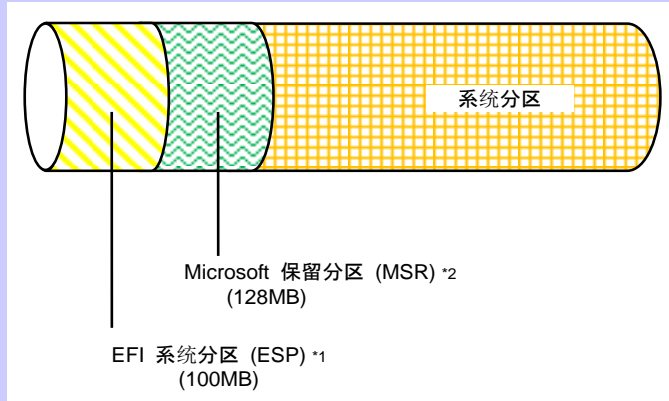 系统分区
Microsoft 保留分区 (MSR) *2
(128MB)
EFI 系统分区 (ESP) *1
(100MB)